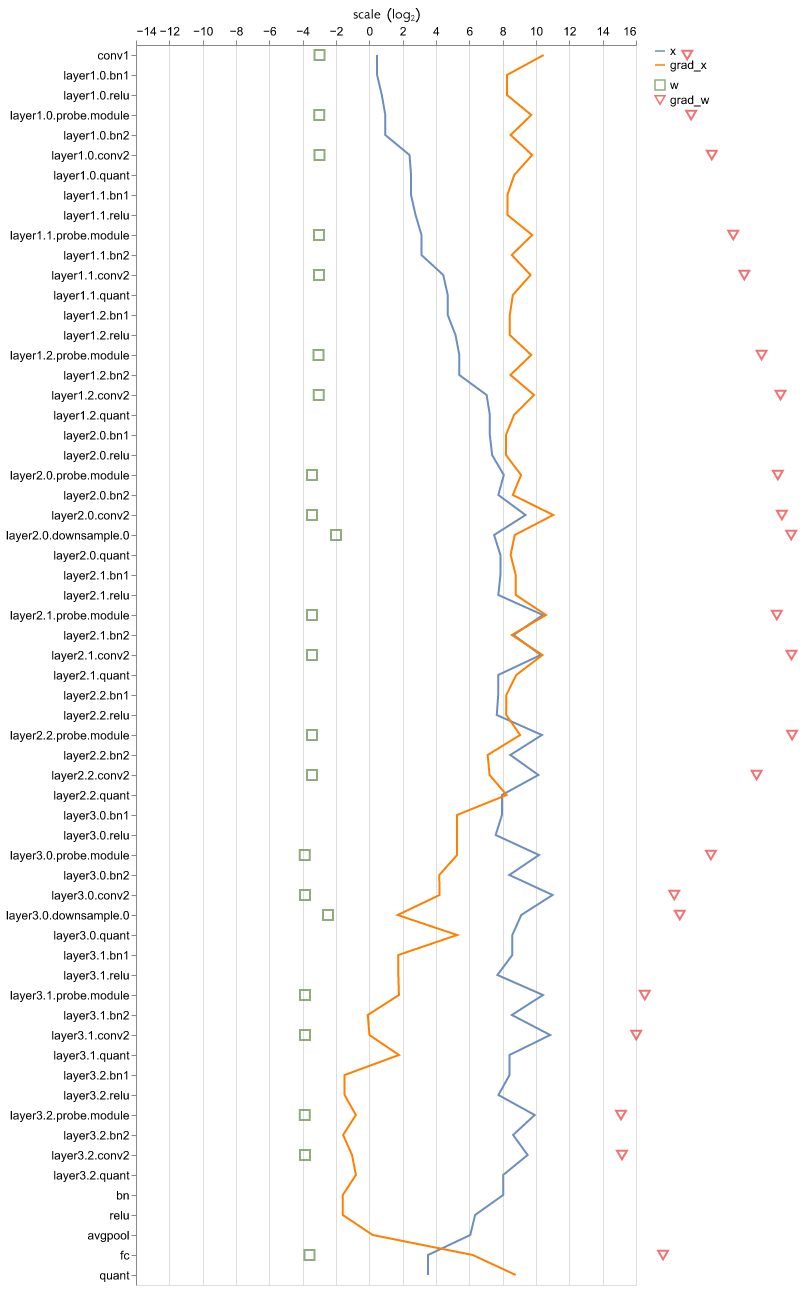 scale (log₂)
−14 −12 −10 −8 −6 −4 −2 0 2 4 6 8 10 12 14 16
x
grad_x
w
grad_w
conv1
layer1.0.bn1
layer1.0.relu
layer1.0.probe.module
layer1.0.bn2
layer1.0.conv2
layer1.0.quant
layer1.1.bn1
layer1.1.relu
layer1.1.probe.module
layer1.1.bn2
layer1.1.conv2
layer1.1.quant
layer1.2.bn1
layer1.2.relu
layer1.2.probe.module
layer1.2.bn2
layer1.2.conv2
layer1.2.quant
layer2.0.bn1
layer2.0.relu
layer2.0.probe.module
layer2.0.bn2
layer2.0.conv2
layer2.0.downsample.0
layer2.0.quant
layer2.1.bn1
layer2.1.relu
layer2.1.probe.module
layer2.1.bn2
layer2.1.conv2
layer2.1.quant
layer2.2.bn1
layer2.2.relu
layer2.2.probe.module
layer2.2.bn2
layer2.2.conv2
layer2.2.quant
layer3.0.bn1
layer3.0.relu
layer3.0.probe.module
layer3.0.bn2
layer3.0.conv2
layer3.0.downsample.0
layer3.0.quant
layer3.1.bn1
layer3.1.relu
layer3.1.probe.module
layer3.1.bn2
layer3.1.conv2
layer3.1.quant
layer3.2.bn1
layer3.2.relu
layer3.2.probe.module
layer3.2.bn2
layer3.2.conv2
layer3.2.quant
bn
relu
avgpool
fc
quant